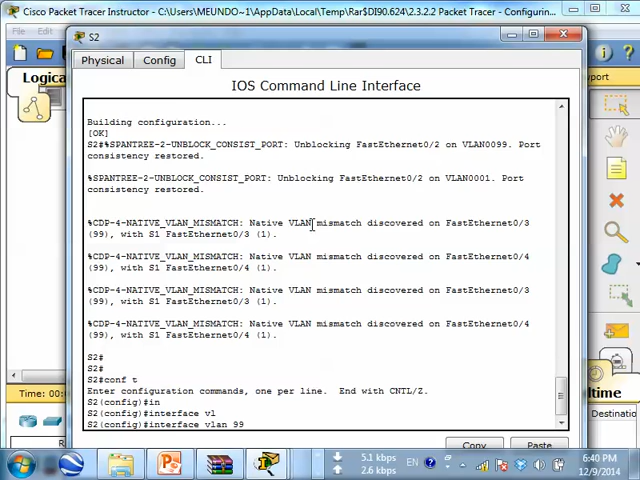 Cisco Packet Tracer Instructor - C:\Users\MEUNDO~1\AppData\Local\Temp\Rar$DI90.624\2.3.2.2 Packet Tracer - Configurin...
S2
Physical Config CLI
IOS Command Line Interface
Logica
Building configuration...
[OK]
S2#%SPANTREE-2-UNBLOCK_CONSIST_PORT: Unblocking FastEthernet0/2 on VLAN0099. Port
consistency restored.
%SPANTREE-2-UNBLOCK_CONSIST_PORT: Unblocking FastEthernet0/2 on VLAN0001. Port
consistency restored.
%CDP-4-NATIVE_VLAN_MISMATCH: Native VLAN mismatch discovered on FastEthernet0/3
(99), with S1 FastEthernet0/3 (1).
%CDP-4-NATIVE_VLAN_MISMATCH: Native VLAN mismatch discovered on FastEthernet0/4
(99), with S1 FastEthernet0/4 (1).
%CDP-4-NATIVE_VLAN_MISMATCH: Native VLAN mismatch discovered on FastEthernet0/3
(99), with S1 FastEthernet0/3 (1).
%CDP-4-NATIVE_VLAN_MISMATCH: Native VLAN mismatch discovered on FastEthernet0/4
(99), with S1 FastEthernet0/4 (1).
S2#
S2#
S2#conf t
Enter configuration commands, one per line. End with CNTL/Z.
S2(config)#in
S2(config)#interface vl
S2(config)#interface vlan 99
Copy Paste
Time: 00:
ltime
Destinatio
5.1 kbps
2.6 kbps
EN
6:40 PM
12/9/2014